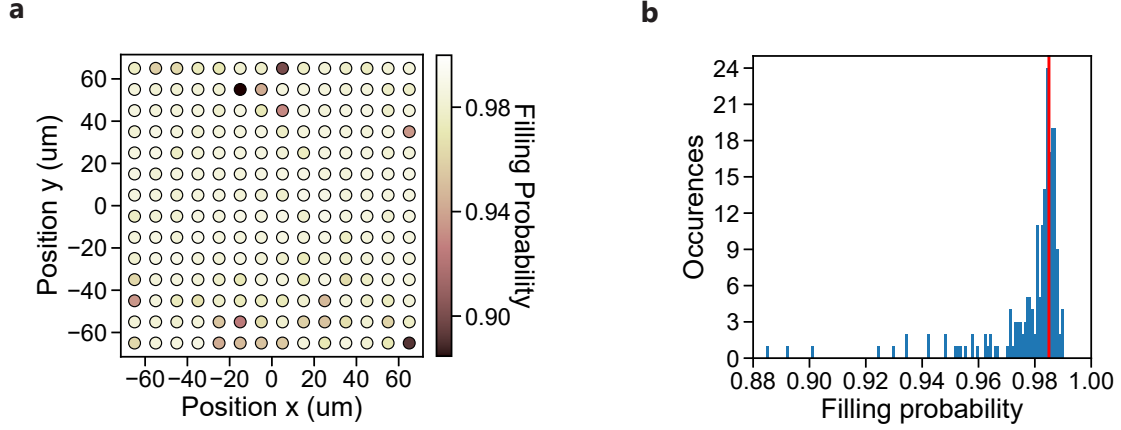 a
60
40
20
0
−20
−40
−60
Position y (um)
−60 −40 −20 0 20 40 60
Position x (um)
0.98
0.94
0.90
Filling Probability
b
24
21
18
15
12
9
6
3
0
Occurences
0.88 0.90 0.92 0.94 0.96 0.98 1.00
Filling probability